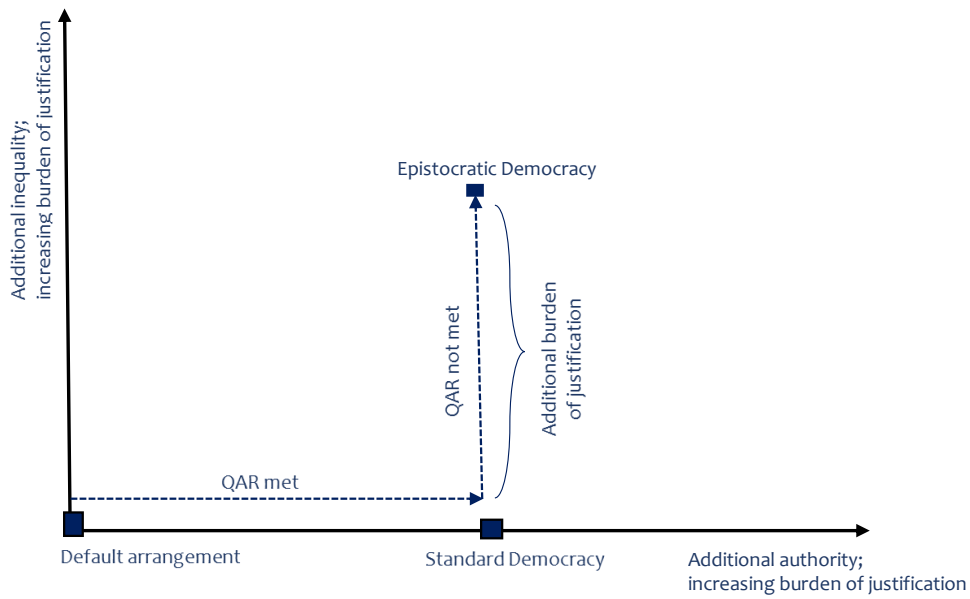 Additional inequality;
increasing burden of justification
Epistocratic Democracy
QAR not met
Additional burden
of justification
QAR met
Default arrangement
Standard Democracy
Additional authority;
increasing burden of justification